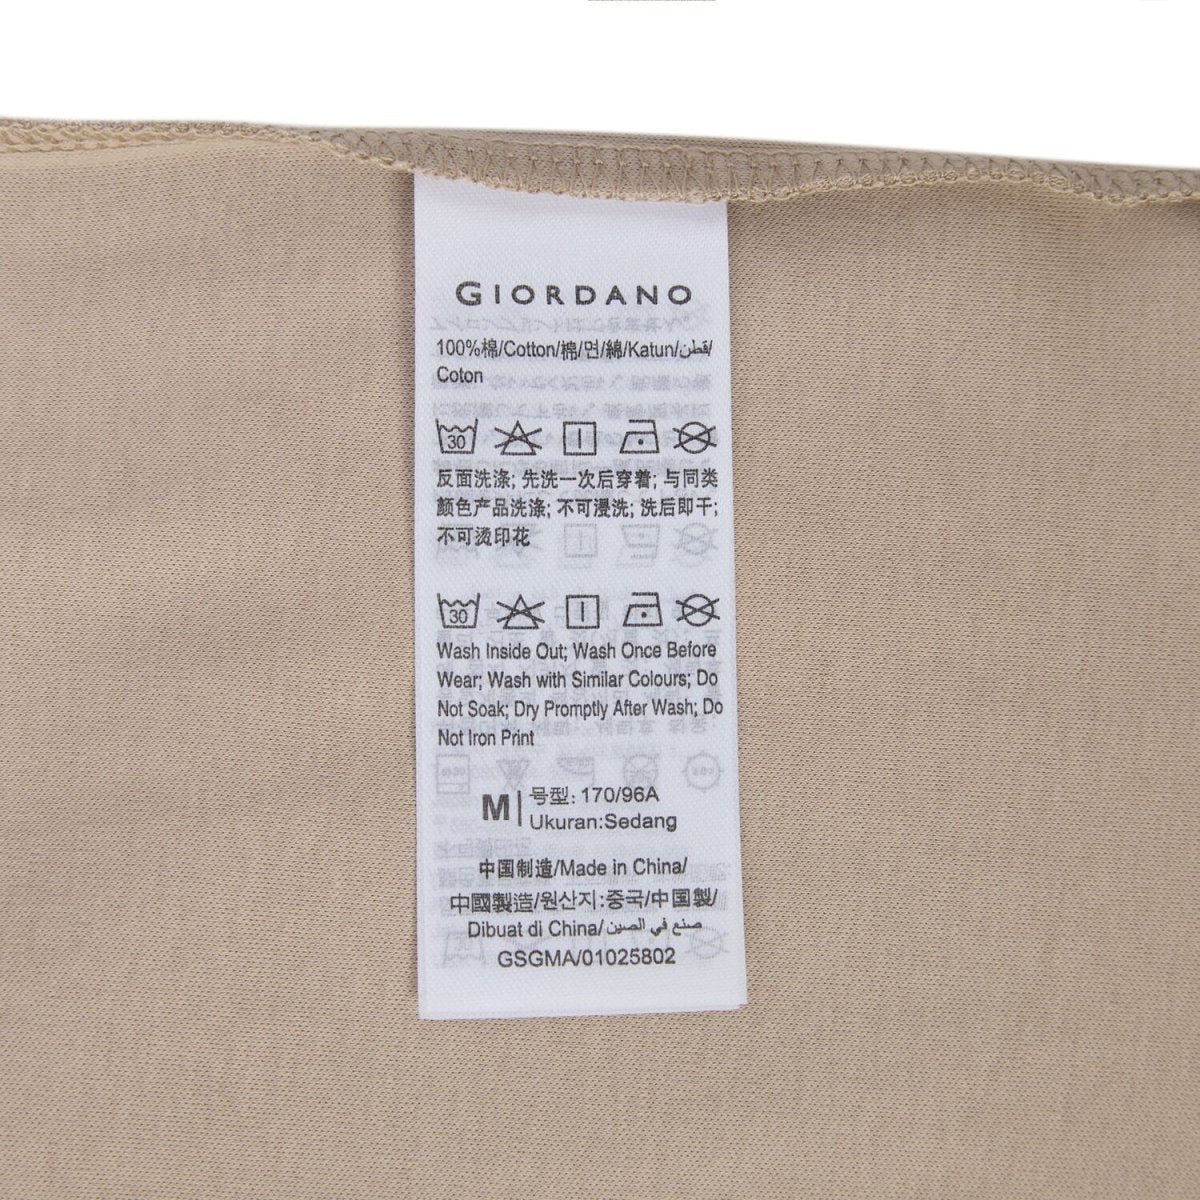 GIORDANO
100%棉/Cotton/棉/면/綿/Katun/قطن/
Coton
30
反面洗涤; 先洗一次后穿着; 与同类
颜色产品洗涤; 不可浸洗; 洗后即干;
不可烫印花
30
Wash Inside Out; Wash Once Before
Wear; Wash with Similar Colours; Do
Not Soak; Dry Promptly After Wash; Do
Not Iron Print
M 号型: 170/96A
Ukuran:Sedang
中国制造/Made in China/
中國製造/원산지:중국/中国製/
Dibuat di China/صنع في الصين
GSGMA/01025802